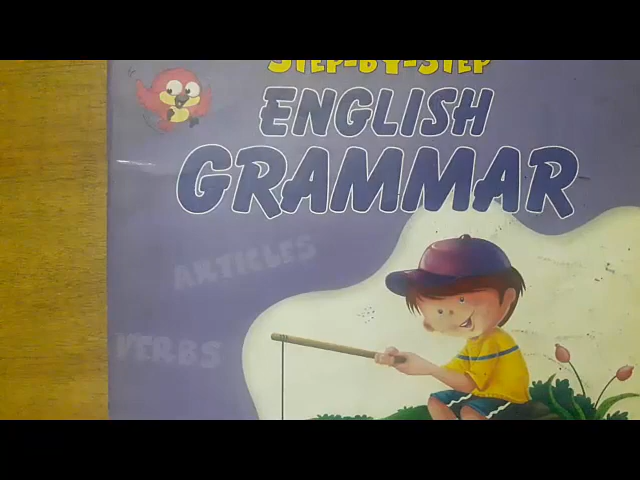 STEP-BY-STEP
ENGLISH
GRAMMAR
ARTICLES
VERBS